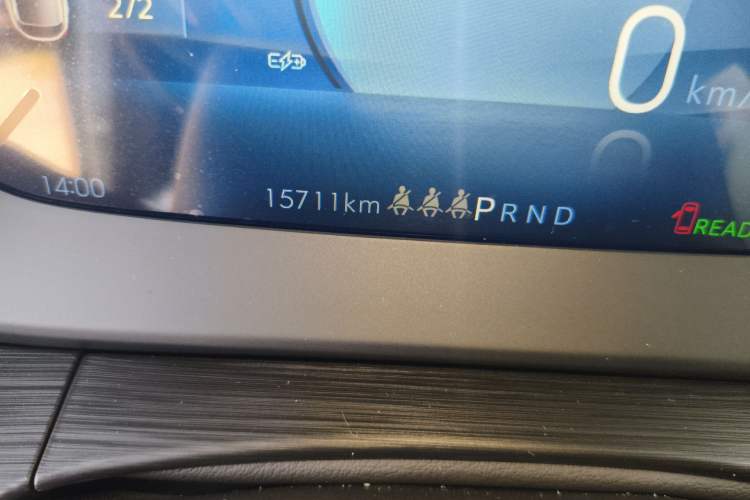 2/2
0
km/
14:00
15711km
PRND
READ